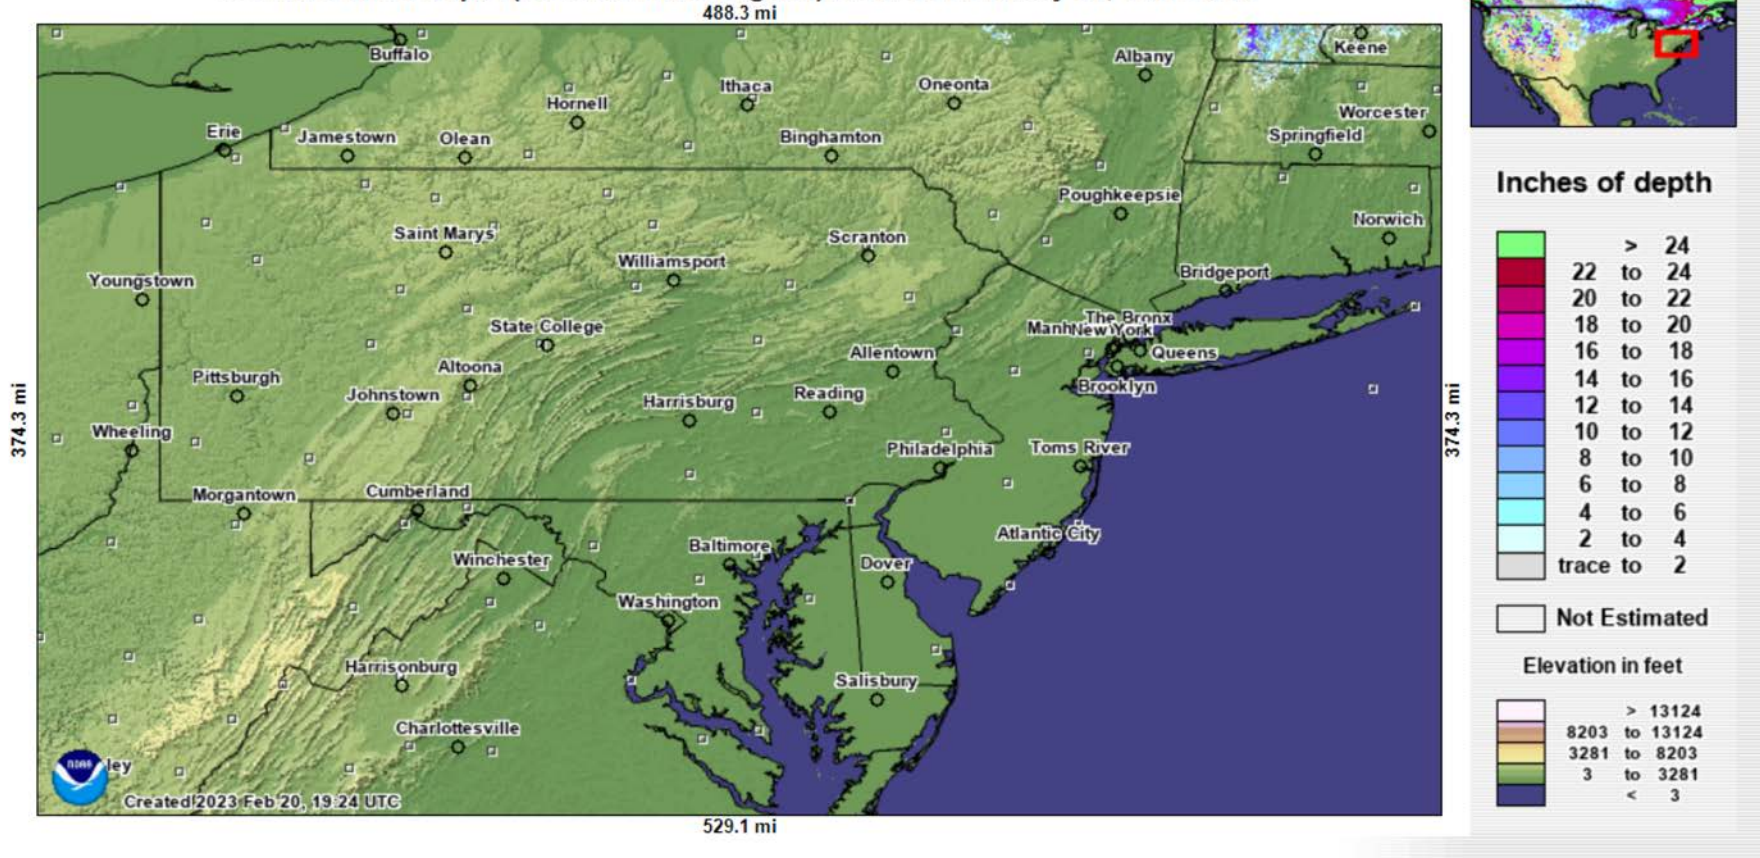 488.3 mi
Buffalo
Keene
Albany
Ithaca
Oneonta
Hornell
Worcester
Erie
Jamestown
Olean
Binghamton
Springfield
Poughkeepsie
Norwich
Saint Marys
Scranton
Williamsport
Youngstown
Bridgeport
State College
The Bronx
New York
Allentown
Queens
Altoona
Pittsburgh
Brooklyn
Johnstown
Harrisburg
Reading
374.3 mi
374.3 mi
Wheeling
Philadelphia
Toms River
Morgantown
Cumberland
Atlantic City
Winchester
Baltimore
Dover
Washington
Harrisonburg
Salisbury
Charlottesville
NOAA
ley
Created 2023 Feb 20, 19:24 UTC
529.1 mi
Inches of depth
> 24
22 to 24
20 to 22
18 to 20
16 to 18
14 to 16
12 to 14
10 to 12
8 to 10
6 to 8
4 to 6
2 to 4
trace to 2
Not Estimated
Elevation in feet
> 13124
8203 to 13124
3281 to 8203
3 to 3281
< 3